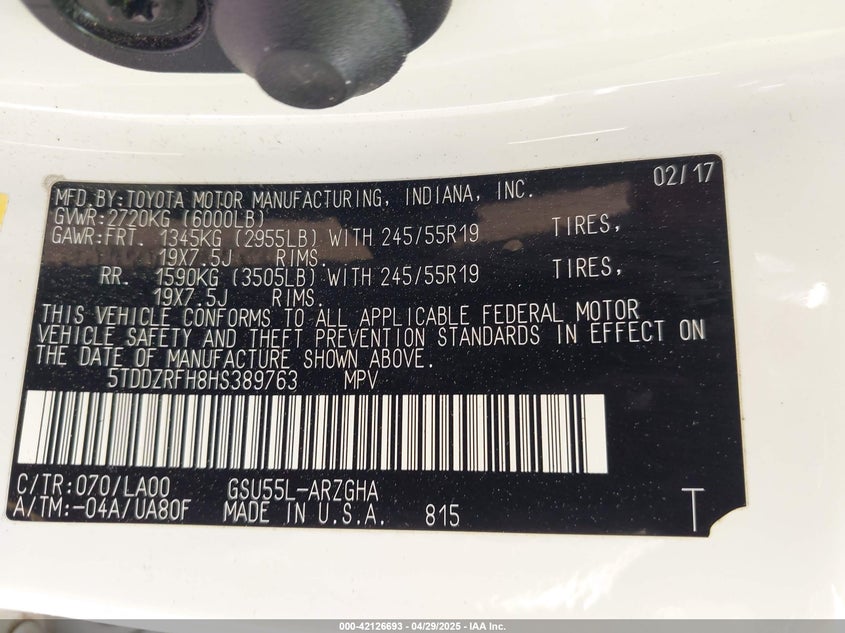 02/17
MFD.BY:TOYOTA MOTOR MANUFACTURING, INDIANA, INC.
GVWR:2720KG (6000LB)
GAWR:FRT. 1345KG (2955LB) WITH 245/55R19 TIRES,
19X7.5J RIMS.
RR. 1590KG (3505LB) WITH 245/55R19 TIRES,
19X7.5J RIMS.
THIS VEHICLE CONFORMS TO ALL APPLICABLE FEDERAL MOTOR
VEHICLE SAFETY AND THEFT PREVENTION STANDARDS IN EFFECT ON
THE DATE OF MANUFACTURE SHOWN ABOVE.
5TDDZRFH8HS389763 MPV
C/TR:070/LA00 GSU55L-ARZGHA
A/TM:-04A/UA80F MADE IN U.S.A. 815 T
000-42126693 - 04/29/2025 - IAA Inc.